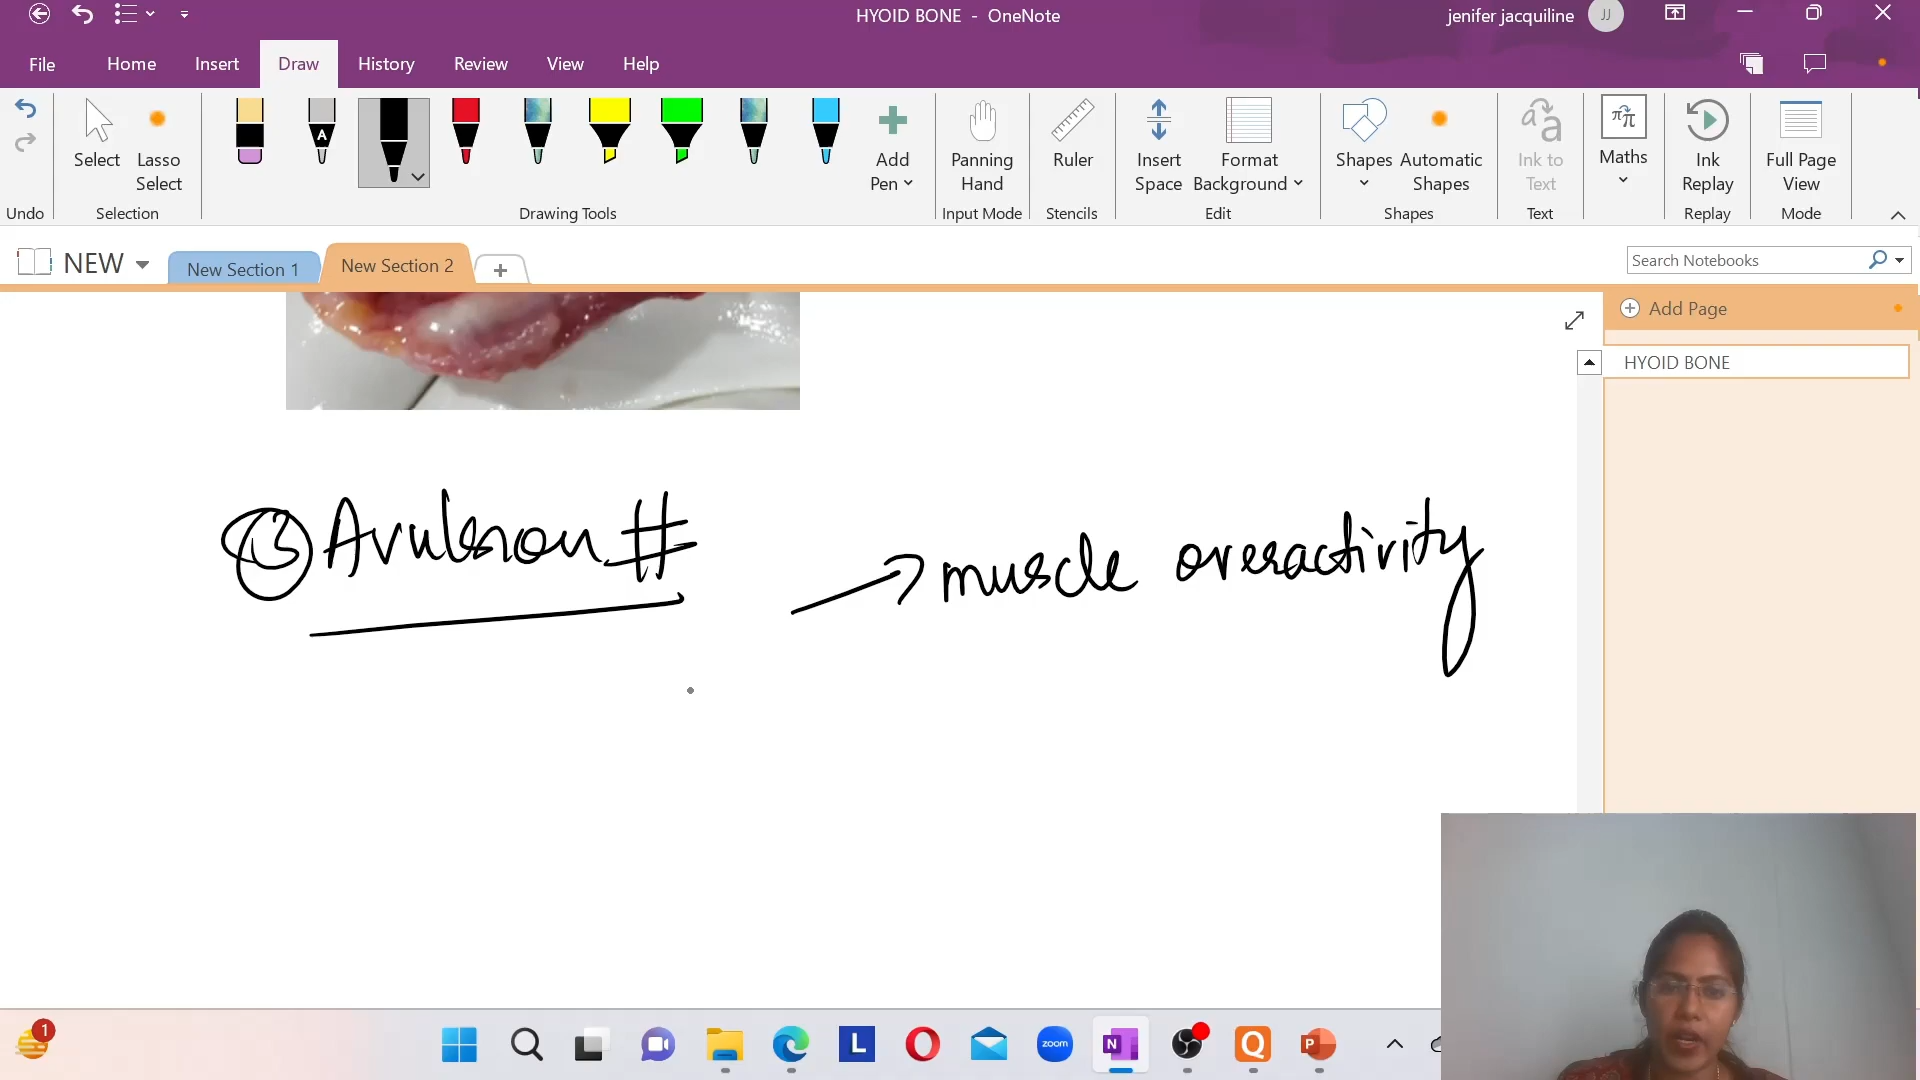 HYOID BONE - OneNote
jenifer jacquiline
JJ
File
Home
Insert
Draw
History
Review
View
Help
Select
Lasso
Select
Add
Pen
Panning
Hand
Ruler
Insert
Space
Format
Background
Shapes
Automatic
Shapes
Ink to
Text
Maths
Ink
Replay
Full Page
View
Undo
Selection
Drawing Tools
Input Mode
Stencils
Edit
Shapes
Text
Replay
Mode
NEW
New Section 1
New Section 2
Search Notebooks
Add Page
HYOID BONE
③ Avulsion #
→ muscle overactivity
1
L
zoom
N
Q
P